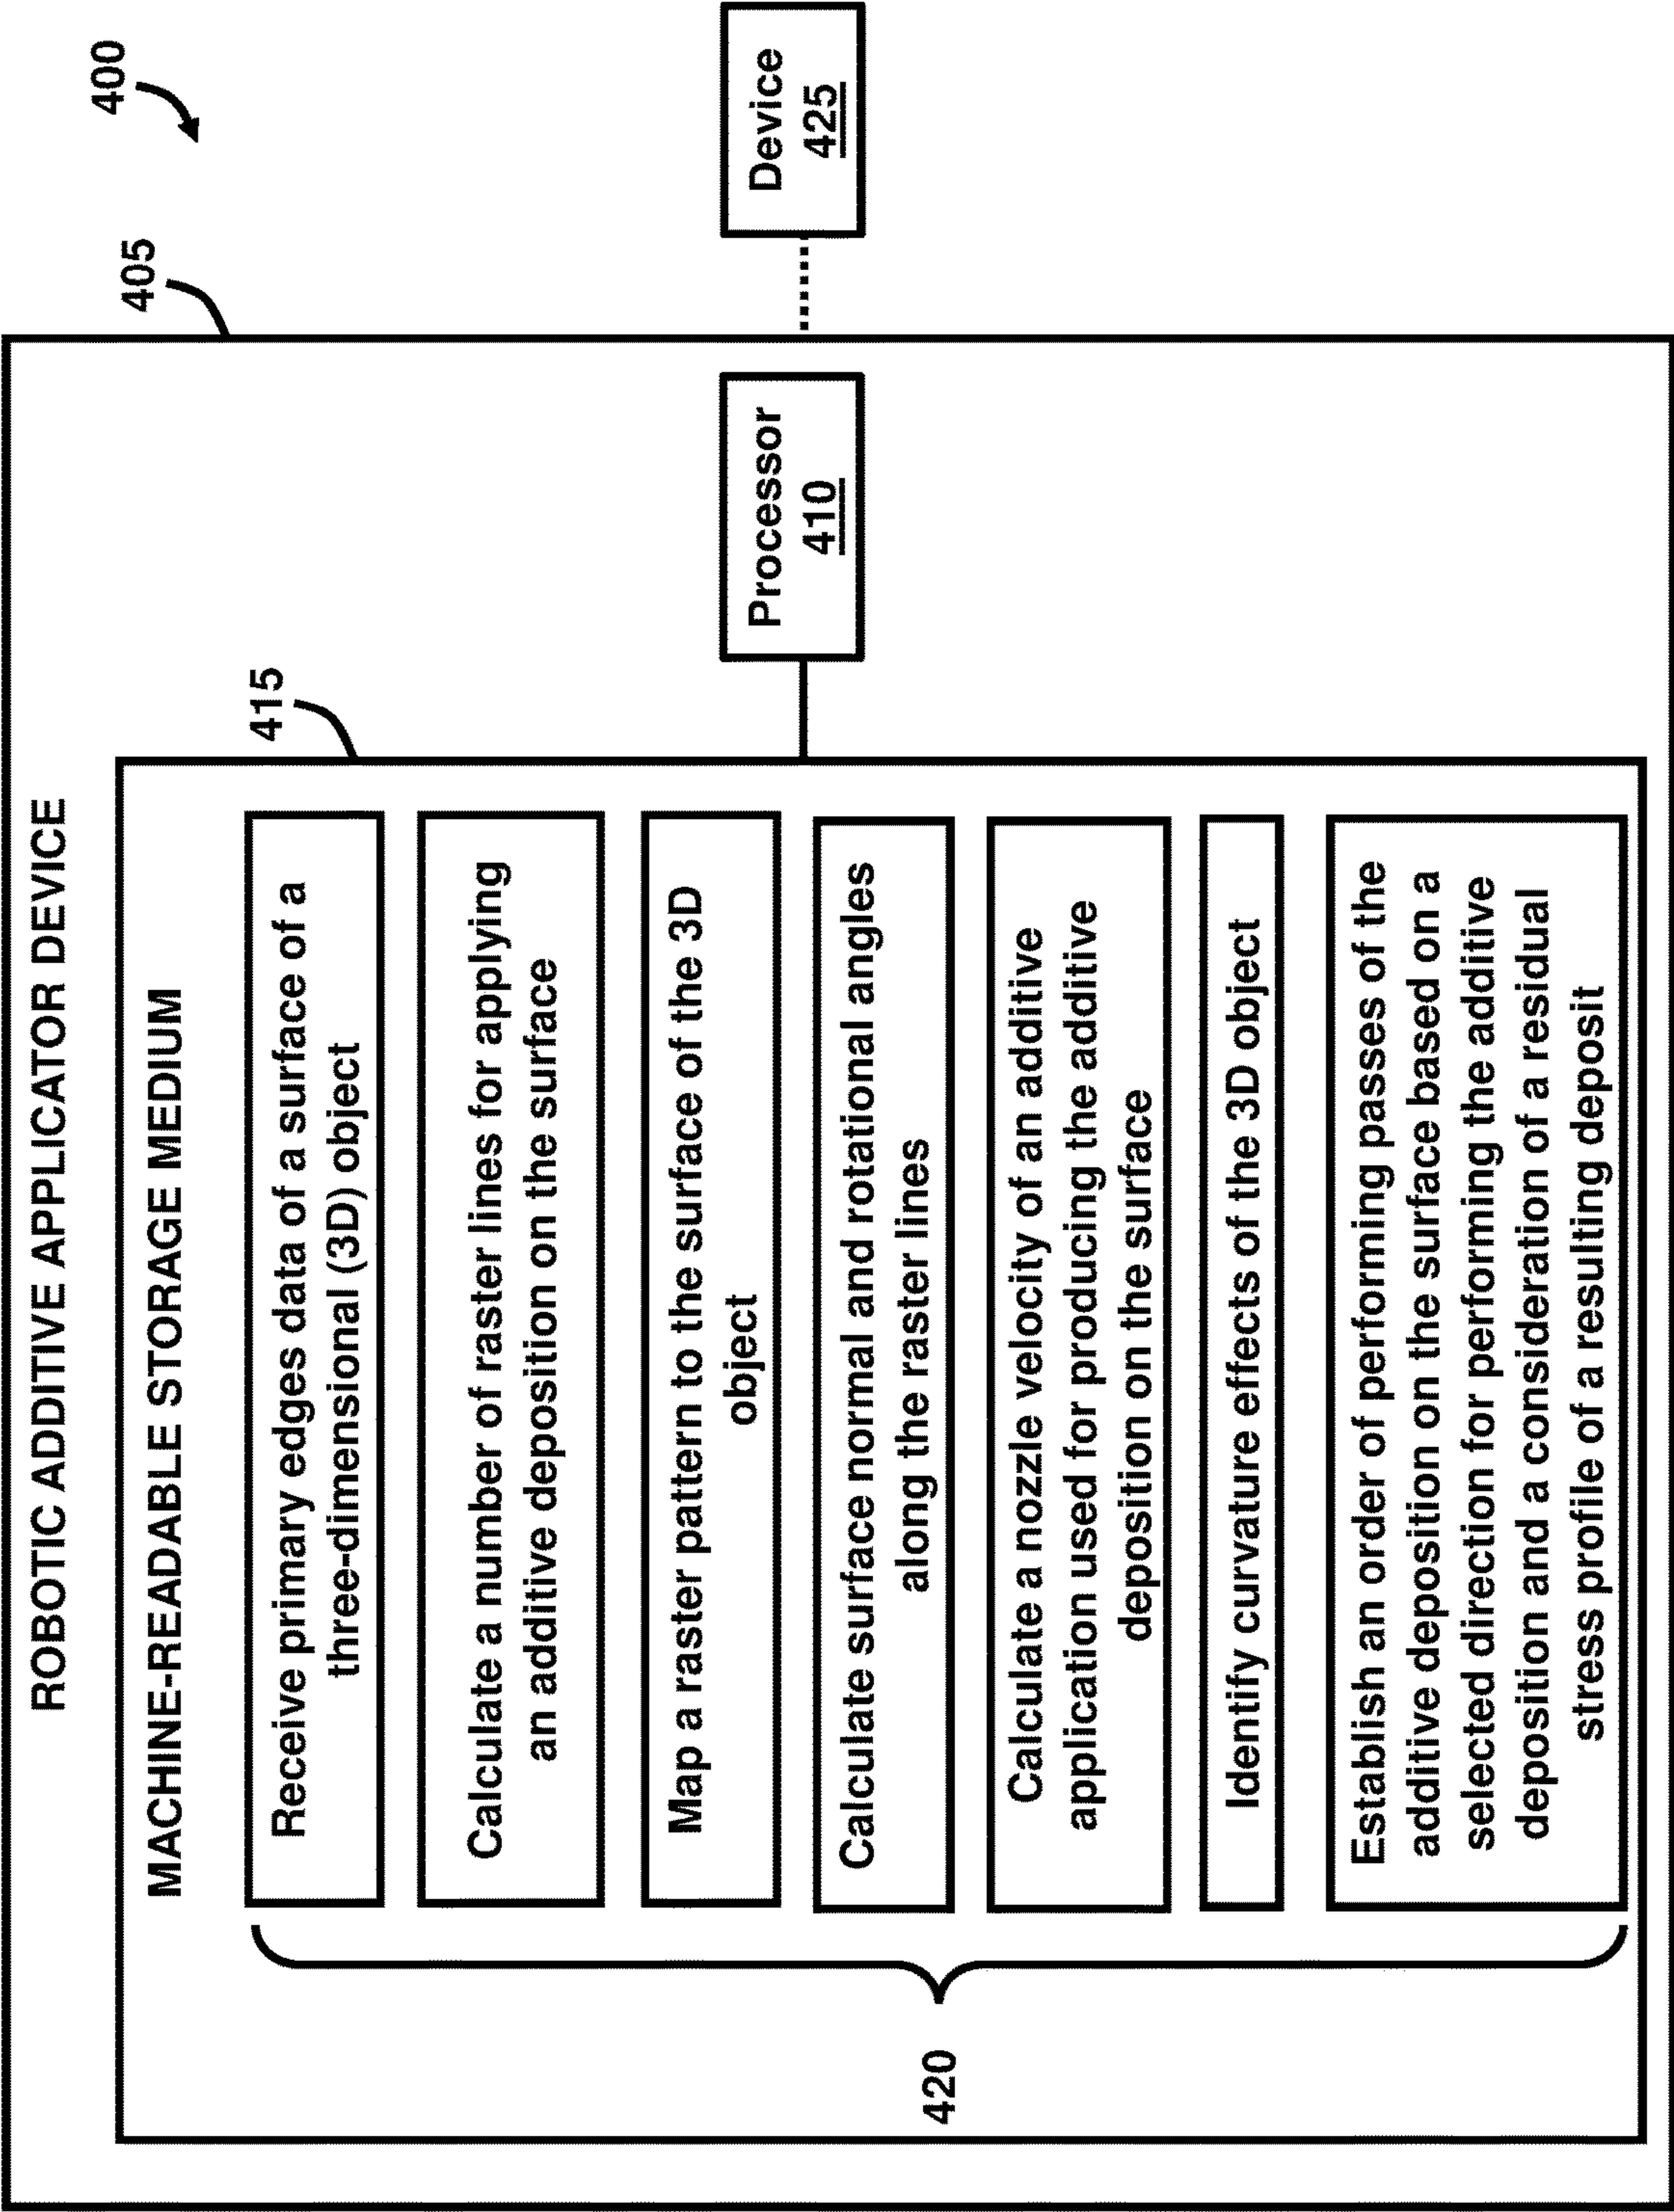 400
405
ROBOTIC ADDITIVE APPLICATOR DEVICE
MACHINE-READABLE STORAGE MEDIUM
415
420
Receive primary edges data of a surface of a
three-dimensional (3D) object
Calculate a number of raster lines for applying
an additive deposition on the surface
Map a raster pattern to the surface of the 3D
object
Calculate surface normal and rotational angles
along the raster lines
Calculate a nozzle velocity of an additive
application used for producing the additive
deposition on the surface
Identify curvature effects of the 3D object
Establish an order of performing passes of the
additive deposition on the surface based on a
selected direction for performing the additive
deposition and a consideration of a residual
stress profile of a resulting deposit
Processor
410
Device
425